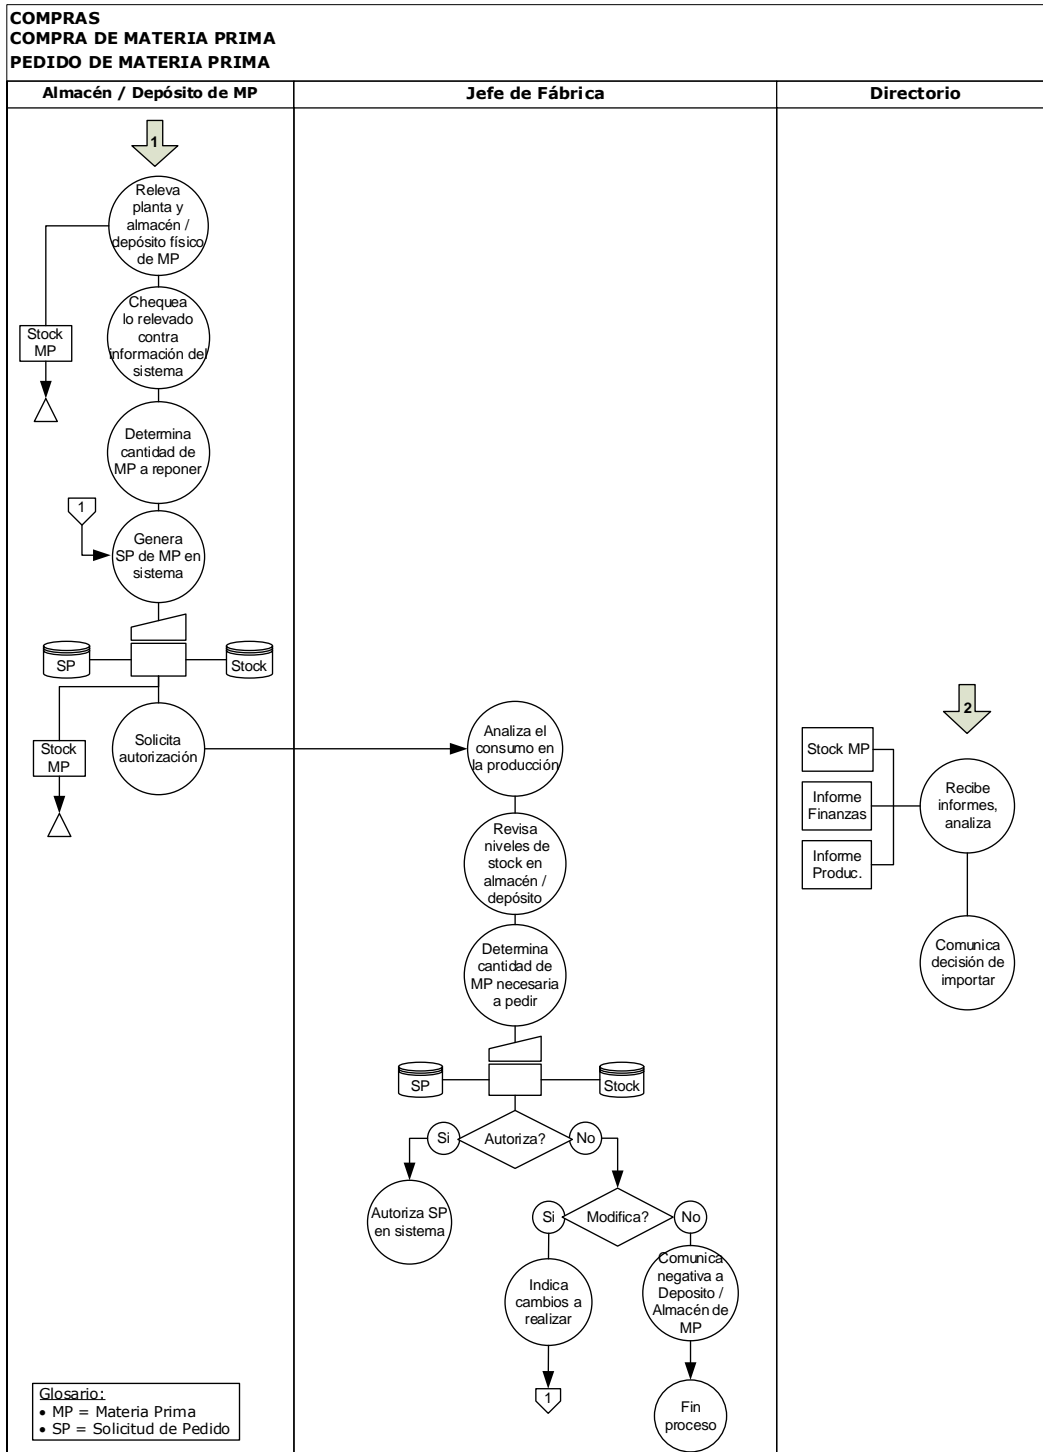 COMPRAS
COMPRA DE MATERIA PRIMA
PEDIDO DE MATERIA PRIMA
Almacén / Depósito de MP
Jefe de Fábrica
Directorio
1
Releva
planta y
almacén /
depósito físico
de MP
Stock
MP
Chequea
lo relevado
contra
información del
sistema
Determina
cantidad de
MP a reponer
1
Genera
SP de MP en
sistema
SP
Stock
Stock
MP
Solicita
autorización
Analiza el
consumo en
la producción
Revisa
niveles de
stock en
almacén /
depósito
Determina
cantidad de
MP necesaria
a pedir
SP
Stock
Si
Autoriza?
No
Autoriza SP
en sistema
Si
Modifica?
No
Indica
cambios a
realizar
1
Comunica
negativa a
Deposito /
Almacén de
MP
Fin
proceso
2
Stock MP
Informe
Finanzas
Informe
Produc.
Recibe
informes,
analiza
Comunica
decisión de
importar
Glosario:
• MP = Materia Prima
• SP = Solicitud de Pedido